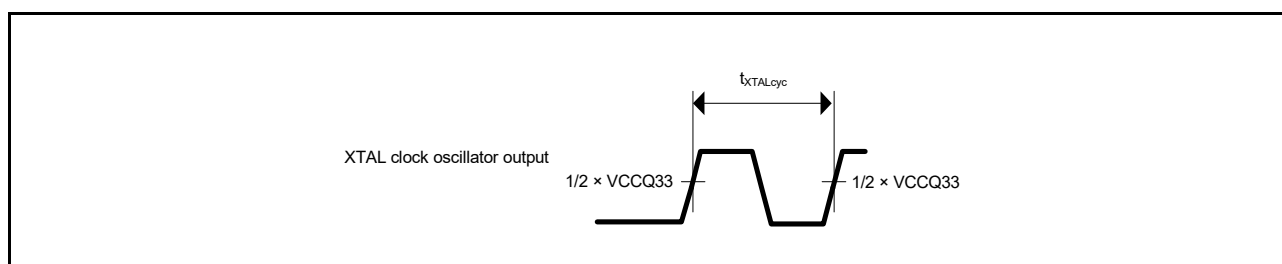 tXTALcyc
XTAL clock oscillator output
1/2 × VCCQ33
1/2 × VCCQ33